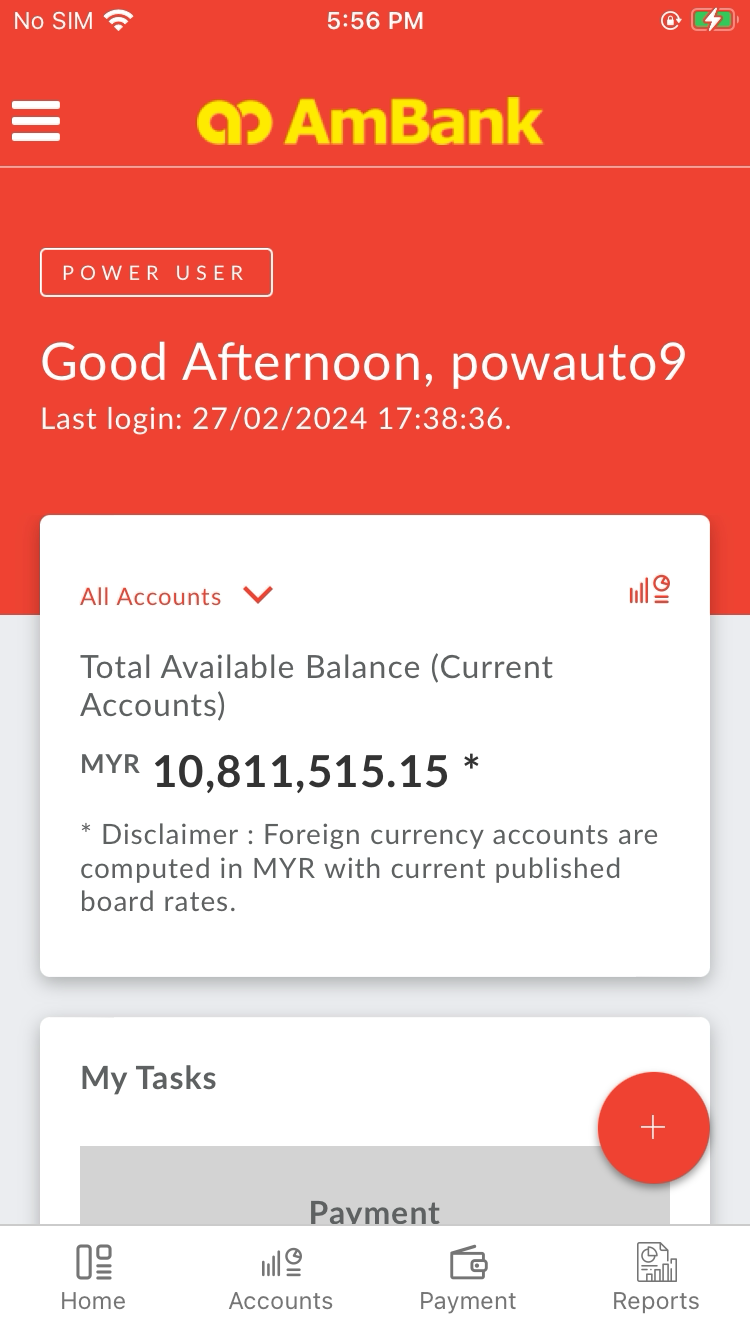 No SIM 5:56 PM
AmBank
POWER USER
Good Afternoon, powauto9
Last login: 27/02/2024 17:38:36.
All Accounts
Total Available Balance (Current
Accounts)
MYR 10,811,515.15 *
* Disclaimer : Foreign currency accounts are
computed in MYR with current published
board rates.
My Tasks
+
Payment
Home Accounts Payment Reports